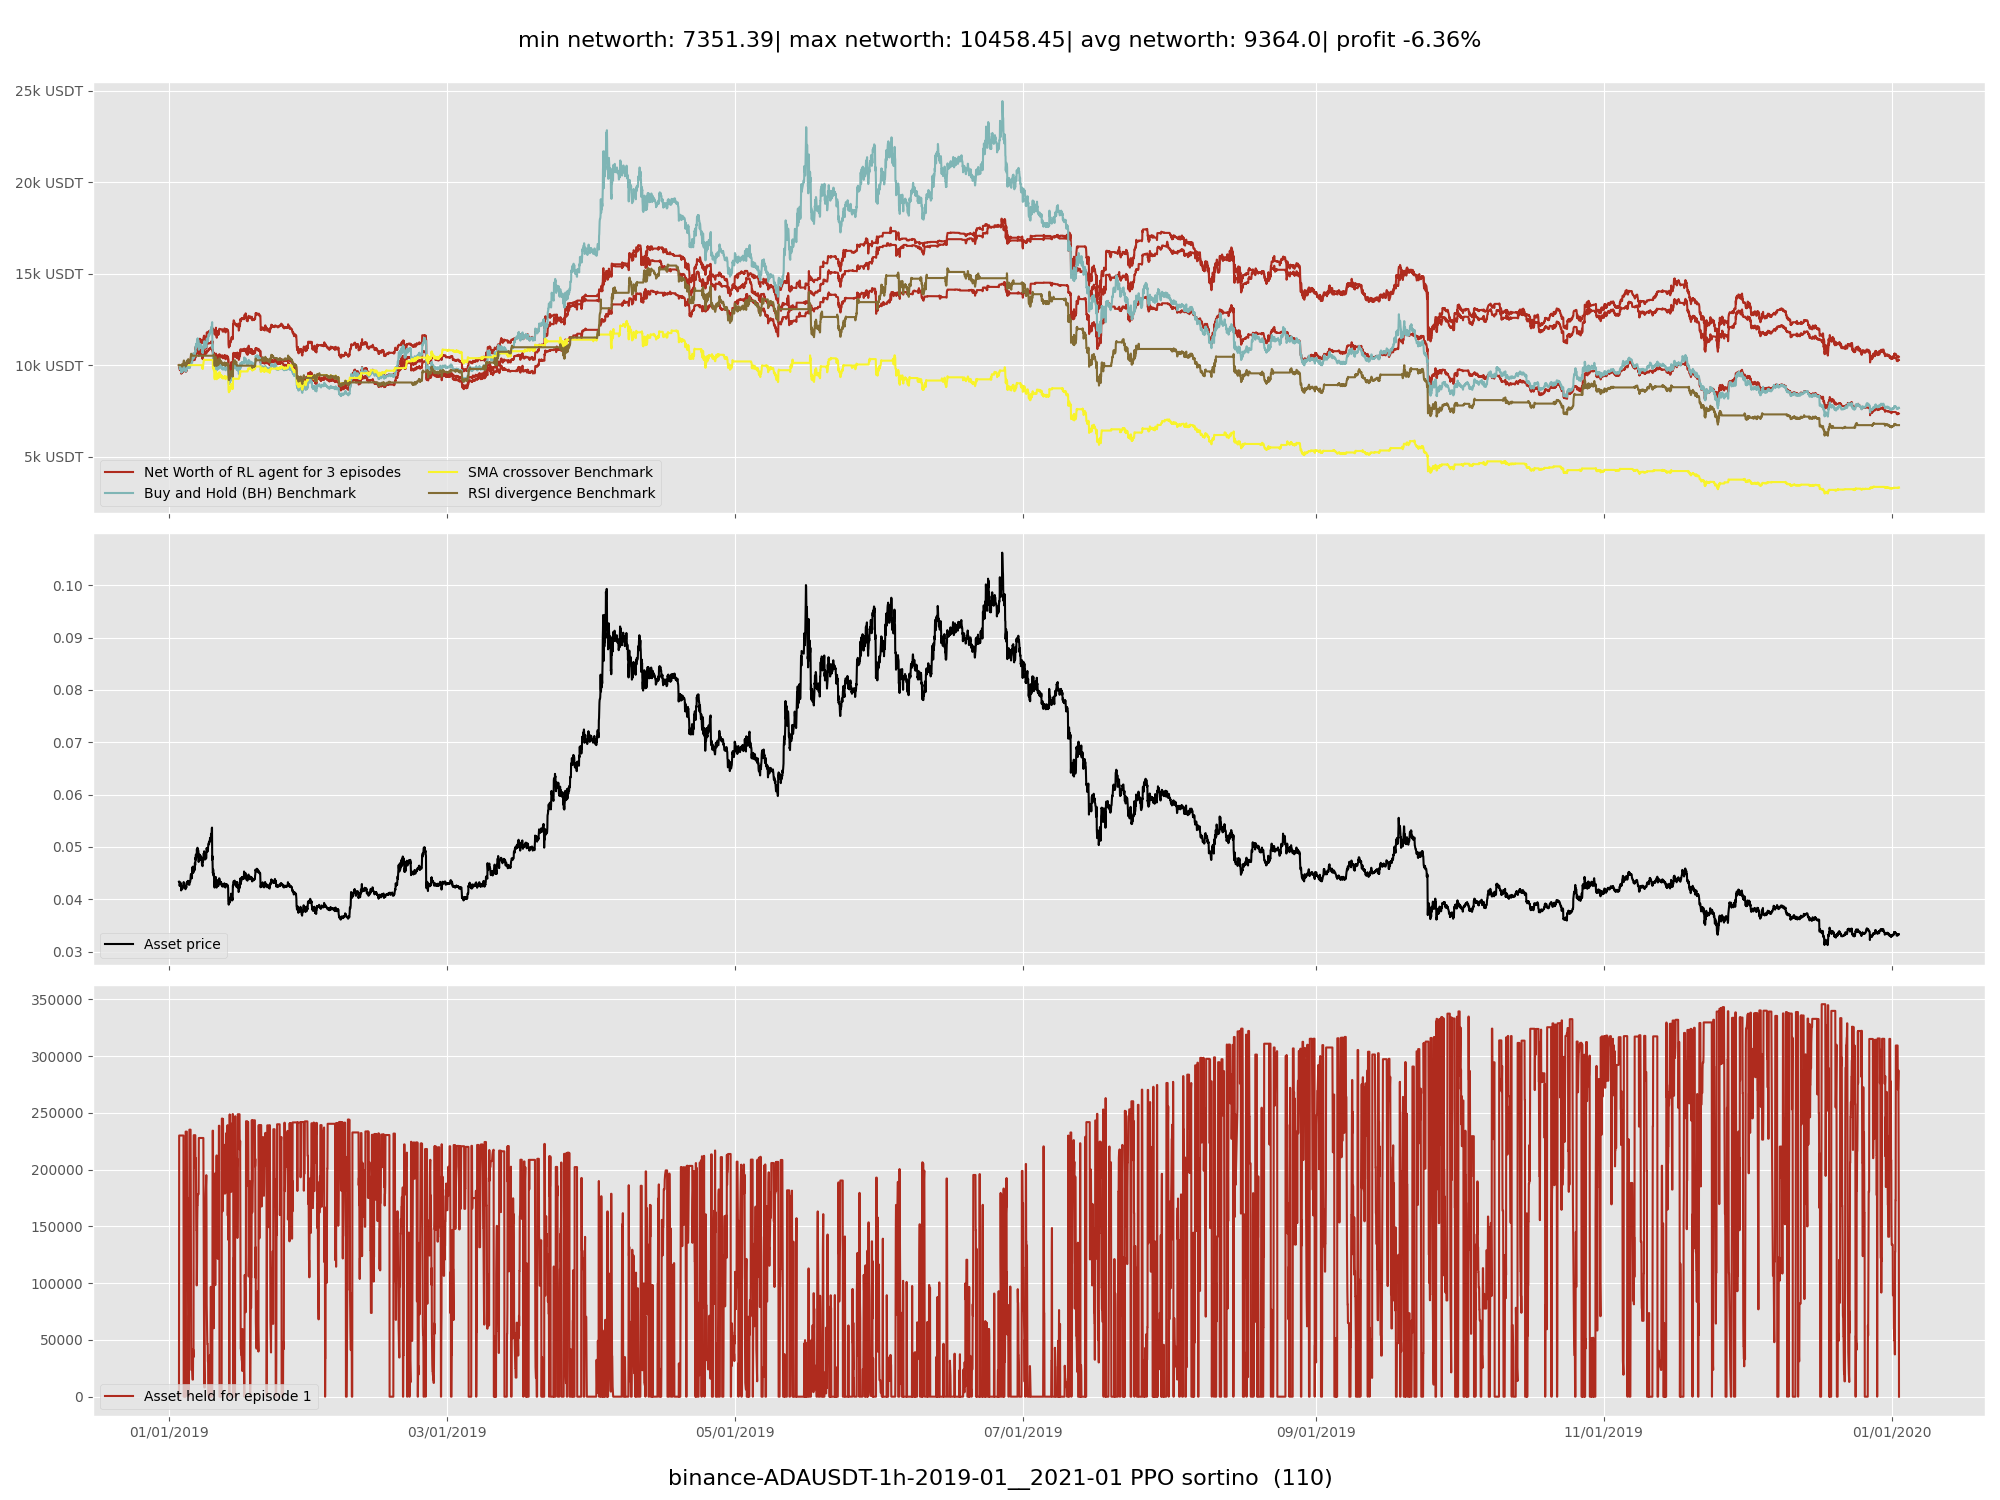 min networth: 7351.39| max networth: 10458.45| avg networth: 9364.0| profit -6.36%
25k USDT
20k USDT
15k USDT
10k USDT
5k USDT
Net Worth of RL agent for 3 episodes
Buy and Hold (BH) Benchmark
SMA crossover Benchmark
RSI divergence Benchmark
0.10
0.09
0.08
0.07
0.06
0.05
0.04
0.03
Asset price
350000
300000
250000
200000
150000
100000
50000
0
Asset held for episode 1
01/01/2019 03/01/2019 05/01/2019 07/01/2019 09/01/2019 11/01/2019 01/01/2020
binance-ADAUSDT-1h-2019-01__2021-01 PPO sortino (110)